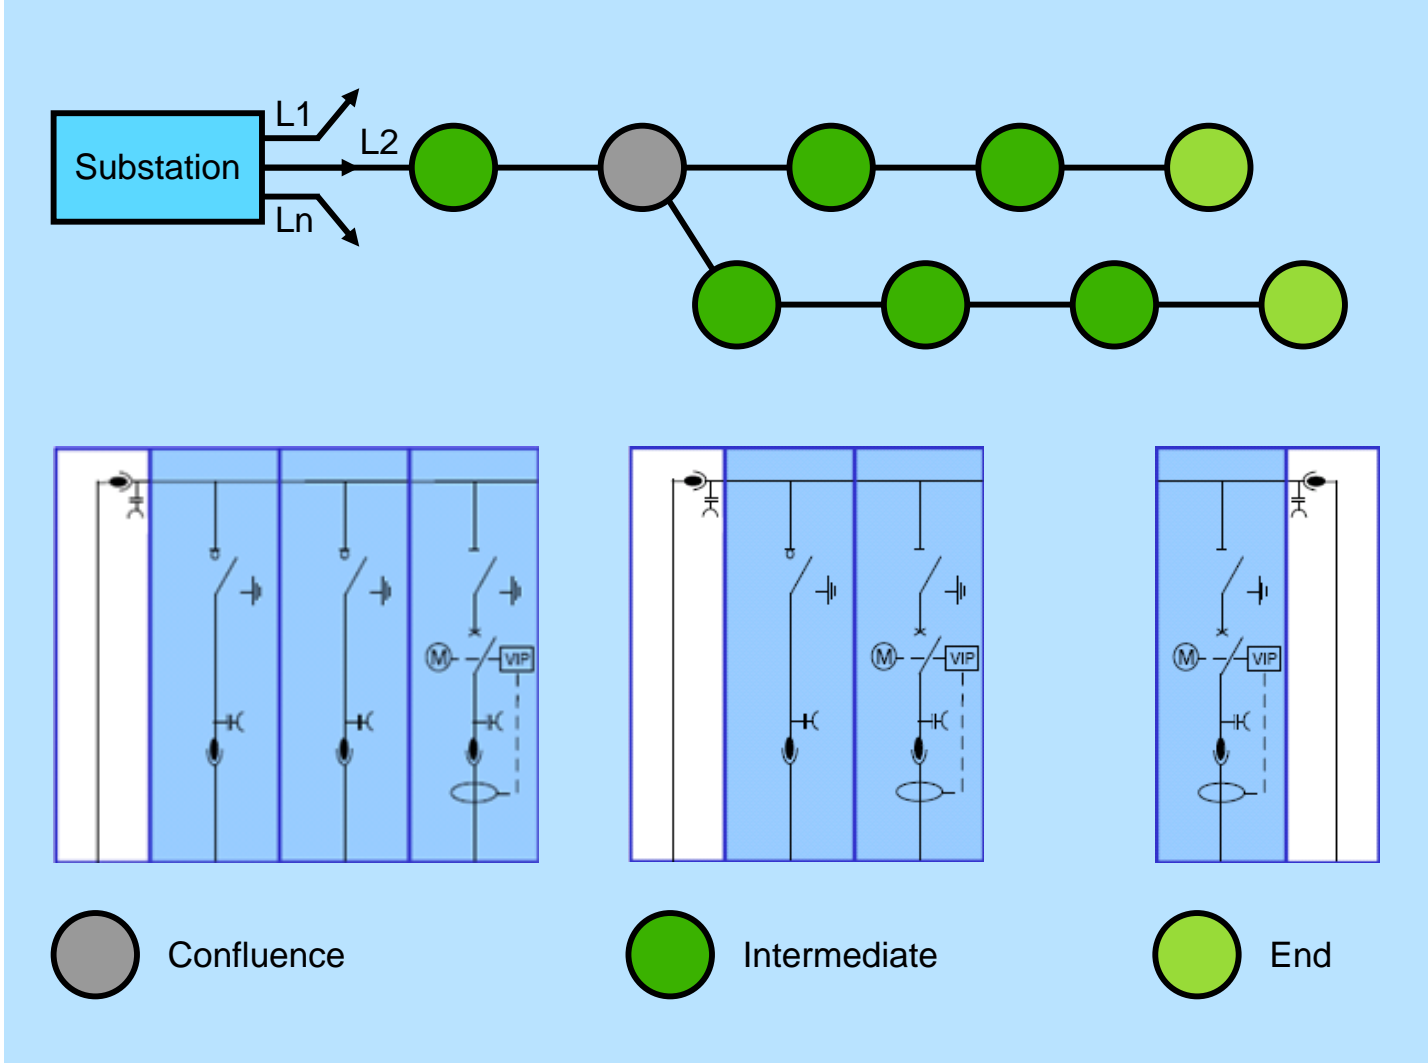 L1
L2
Substation
Ln
M VIP
M VIP
M VIP
Confluence
Intermediate
End